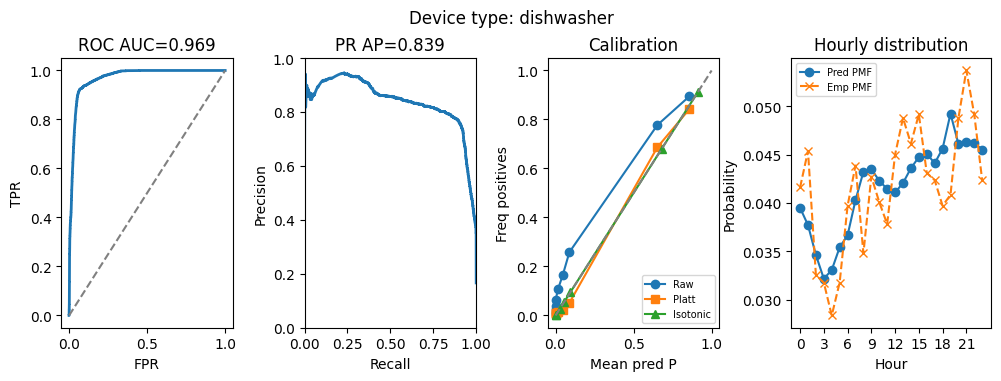 Device type: dishwasher
ROC AUC=0.969
1.0
0.8
0.6
0.4
0.2
0.0
TPR
0.0
0.5
1.0
FPR
PR AP=0.839
1.0
0.8
0.6
0.4
0.2
0.0
Precision
0.00
0.25
0.50
0.75
1.00
Recall
Calibration
1.0
0.8
0.6
0.4
0.2
0.0
Freq positives
Raw
Platt
Isotonic
0.0
0.5
1.0
Mean pred P
Hourly distribution
Pred PMF
Emp PMF
0.050
0.045
0.040
0.035
0.030
Probability
0
3
6
9
12
15
18
21
Hour